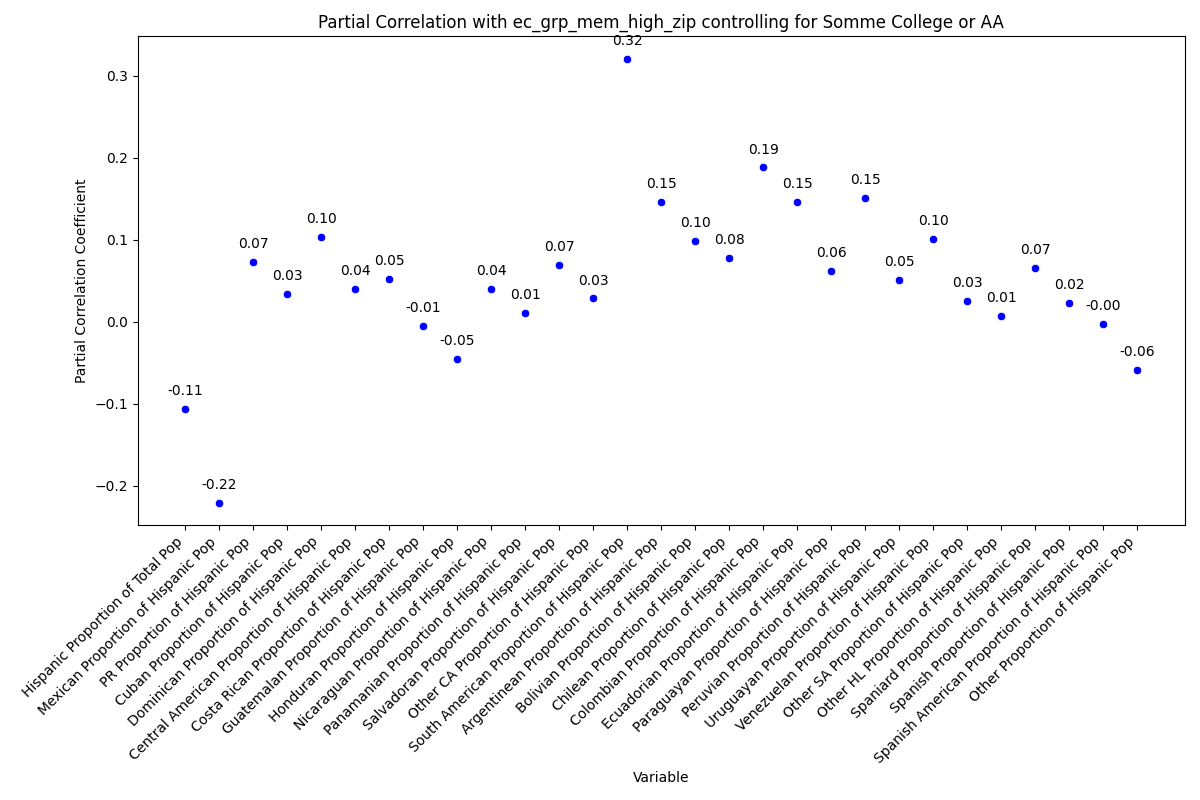 Partial Correlation with ec_grp_mem_high_zip controlling for Somme College or AA
Partial Correlation Coefficient
0.3
0.2
0.1
0.0
−0.1
−0.2
-0.11
-0.22
0.07
0.03
0.10
0.04
0.05
-0.01
-0.05
0.04
0.01
0.07
0.03
0.32
0.15
0.10
0.08
0.19
0.15
0.06
0.15
0.05
0.10
0.03
0.01
0.07
0.02
-0.00
-0.06
Hispanic Proportion of Total Pop
Mexican Proportion of Hispanic Pop
PR Proportion of Hispanic Pop
Cuban Proportion of Hispanic Pop
Dominican Proportion of Hispanic Pop
Central American Proportion of Hispanic Pop
Costa Rican Proportion of Hispanic Pop
Guatemalan Proportion of Hispanic Pop
Honduran Proportion of Hispanic Pop
Nicaraguan Proportion of Hispanic Pop
Panamanian Proportion of Hispanic Pop
Salvadoran Proportion of Hispanic Pop
Other CA Proportion of Hispanic Pop
South American Proportion of Hispanic Pop
Argentinean Proportion of Hispanic Pop
Bolivian Proportion of Hispanic Pop
Chilean Proportion of Hispanic Pop
Colombian Proportion of Hispanic Pop
Ecuadorian Proportion of Hispanic Pop
Paraguayan Proportion of Hispanic Pop
Peruvian Proportion of Hispanic Pop
Uruguayan Proportion of Hispanic Pop
Venezuelan Proportion of Hispanic Pop
Other SA Proportion of Hispanic Pop
Other HL Proportion of Hispanic Pop
Spaniard Proportion of Hispanic Pop
Spanish Proportion of Hispanic Pop
Spanish American Proportion of Hispanic Pop
Other Proportion of Hispanic Pop
Variable